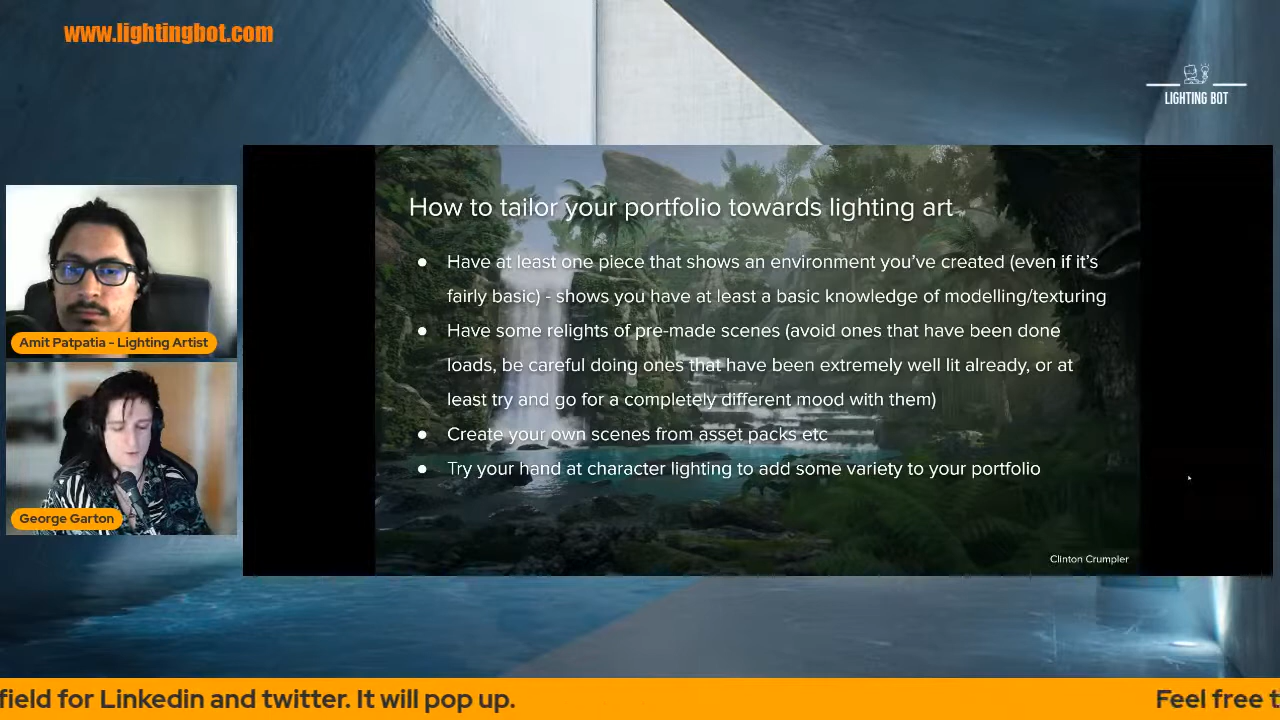 www.lightingbot.com
LIGHTING BOT
How to tailor your portfolio towards lighting art
● Have at least one piece that shows an environment you've created (even if it's
fairly basic) - shows you have at least a basic knowledge of modelling/texturing
● Have some relights of pre-made scenes (avoid ones that have been done
loads, be careful doing ones that have been extremely well lit already, or at
least try and go for a completely different mood with them)
● Create your own scenes from asset packs etc
● Try your hand at character lighting to add some variety to your portfolio
Clinton Crumpler
Amit Patpatia - Lighting Artist
George Garton
field for Linkedin and twitter. It will pop up.
Feel free t